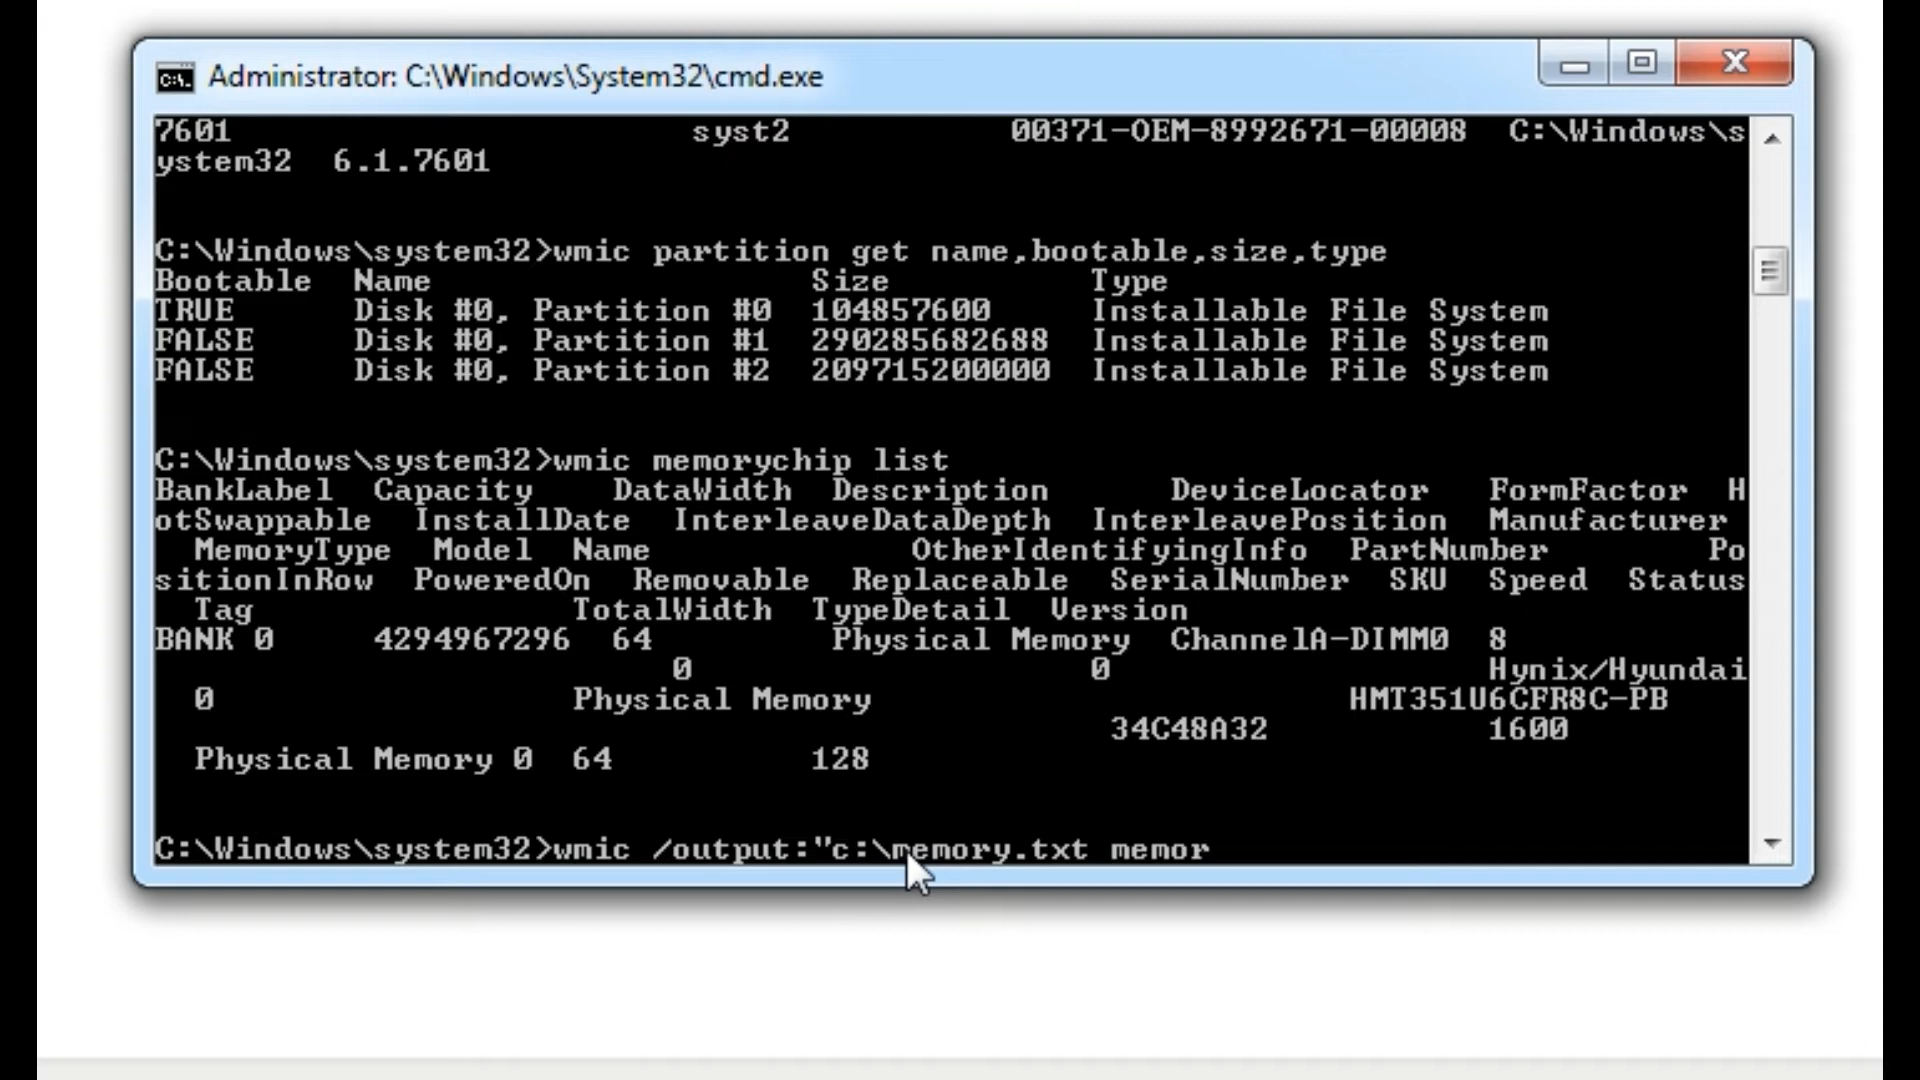 Administrator: C:\Windows\System32\cmd.exe
7601 syst2 00371-OEM-8992671-00008 C:\Windows\s
ystem32 6.1.7601
C:\Windows\system32>wmic partition get name,bootable,size,type
Bootable Name Size Type
TRUE Disk #0, Partition #0 104857600 Installable File System
FALSE Disk #0, Partition #1 290285682688 Installable File System
FALSE Disk #0, Partition #2 209715200000 Installable File System
C:\Windows\system32>wmic memorychip list
BankLabel Capacity DataWidth Description DeviceLocator FormFactor H
otSwappable InstallDate InterleaveDataDepth InterleavePosition Manufacturer
MemoryType Model Name OtherIdentifyingInfo PartNumber Po
sitionInRow PoweredOn Removable Replaceable SerialNumber SKU Speed Status
Tag TotalWidth TypeDetail Version
BANK 0 4294967296 64 Physical Memory ChannelA-DIMM0 8
0 0 Hynix/Hyundai
0 Physical Memory HMT351U6CFR8C-PB
34C48A32 1600
Physical Memory 0 64 128
C:\Windows\system32>wmic /output:"c:\memory.txt memor